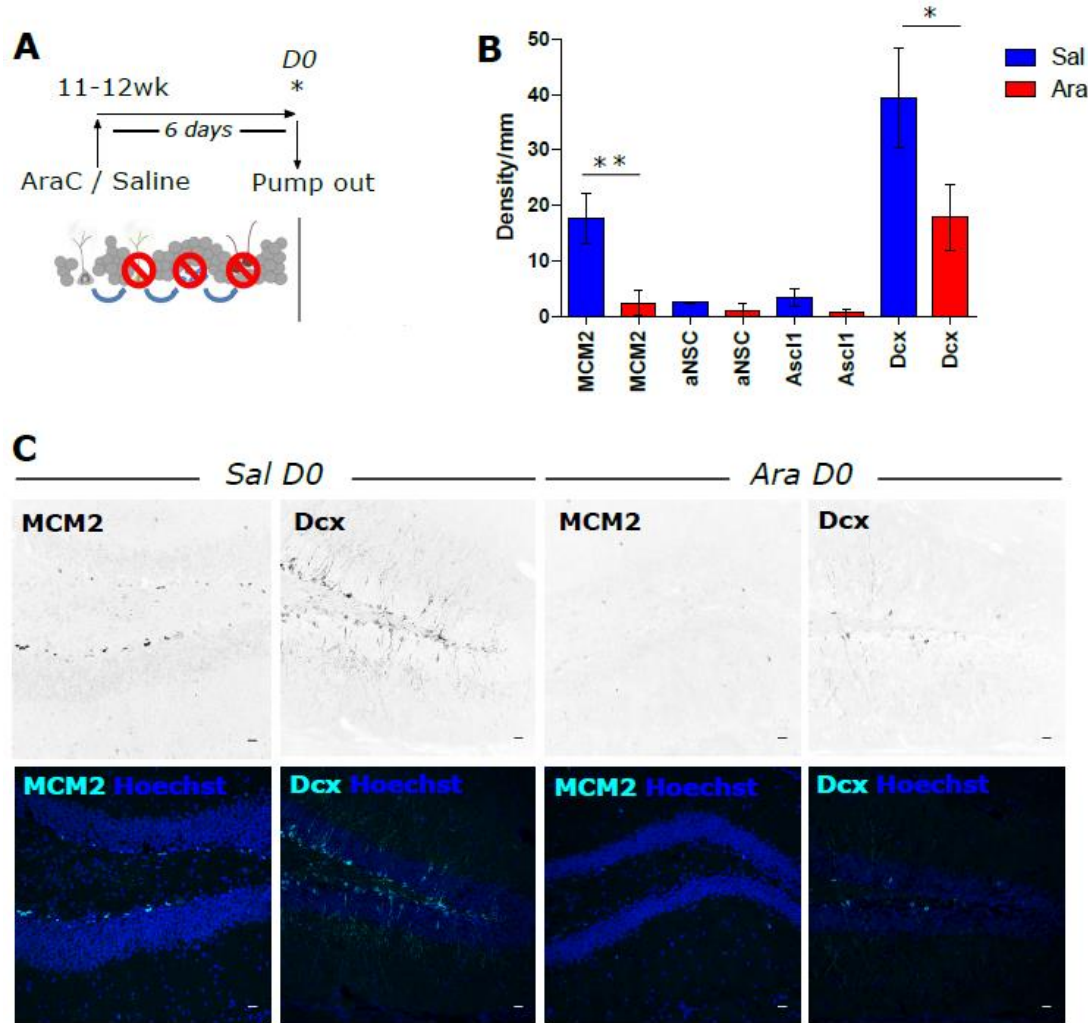 A
D0
*
11-12wk
6 days
AraC / Saline
Pump out
B
*
Sal
Ara
50
40
30
20
10
0
Density/mm
**
MCM2
MCM2
aNSC
aNSC
Ascl1
Ascl1
Dcx
Dcx
C
Sal D0
Ara D0
MCM2
Dcx
MCM2
Dcx
MCM2 Hoechst
Dcx Hoechst
MCM2 Hoechst
Dcx Hoechst